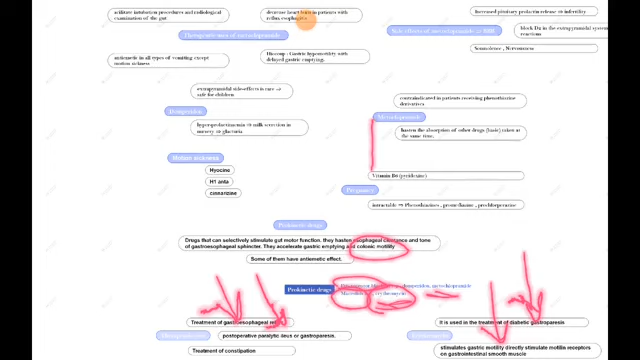 acilitate intubation procedures and radiological
examination of the gut
decrease heart burn in patients with
reflux esophagitis
Increased pituitary prolactin release ⇒ infertility
Therapeutic uses of metoclopramide
Side effects of metoclopramide
block D2 in the extrapyramidal system
reactions
antiemetic in all types of vomiting except
motion sickness
Hiccup : Gastric hypomotility with
delayed gastric emptying.
Somnolence , Nervousness
extrapyramidal side-effects is rare ⇒
safe for children
Domperidon
hyperprolactinemia ⇒ milk secretion in
nursery ⇒ glactoria
contraindicated in patients receiving phenothiazine
derivatives
Metoclopramide
hasten the absorption of other drugs taken at
the same time.
Motion sickness
Hyocine
H1 anta
cinnarizine
Vitamin B6 (pyridoxine)
Pregnancy
intractable ⇒ Phenothiazines , promethazine , prochlorperazine
Prokinetic drugs
Drugs that can selectively stimulate gut motor function, they hasten esophageal clearance and tone
of gastroesophageal sphincter. They accelerate gastric emptying and colonic motility
Some of them have antiemetic effect.
Prokinetic drugs
metoclopramide
Macrolides
Treatment of gastroesophageal
postoperative paralytic ileus or gastroparesis.
Treatment of constipation
It is used in the treatment of diabetic gastroparesis
stimulates gastric motility directly stimulate motilin receptors
on gastrointestinal smooth muscle